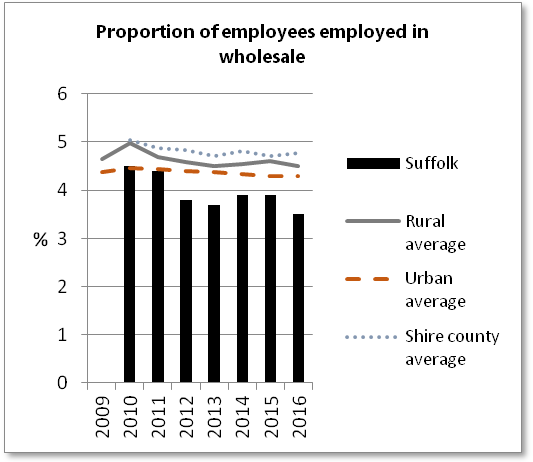 Proportion of employees employed in
wholesale
6
5
4
3
2
1
0
%
2009
2010
2011
2012
2013
2014
2015
2016
Suffolk
Rural
average
Urban
average
Shire county
average